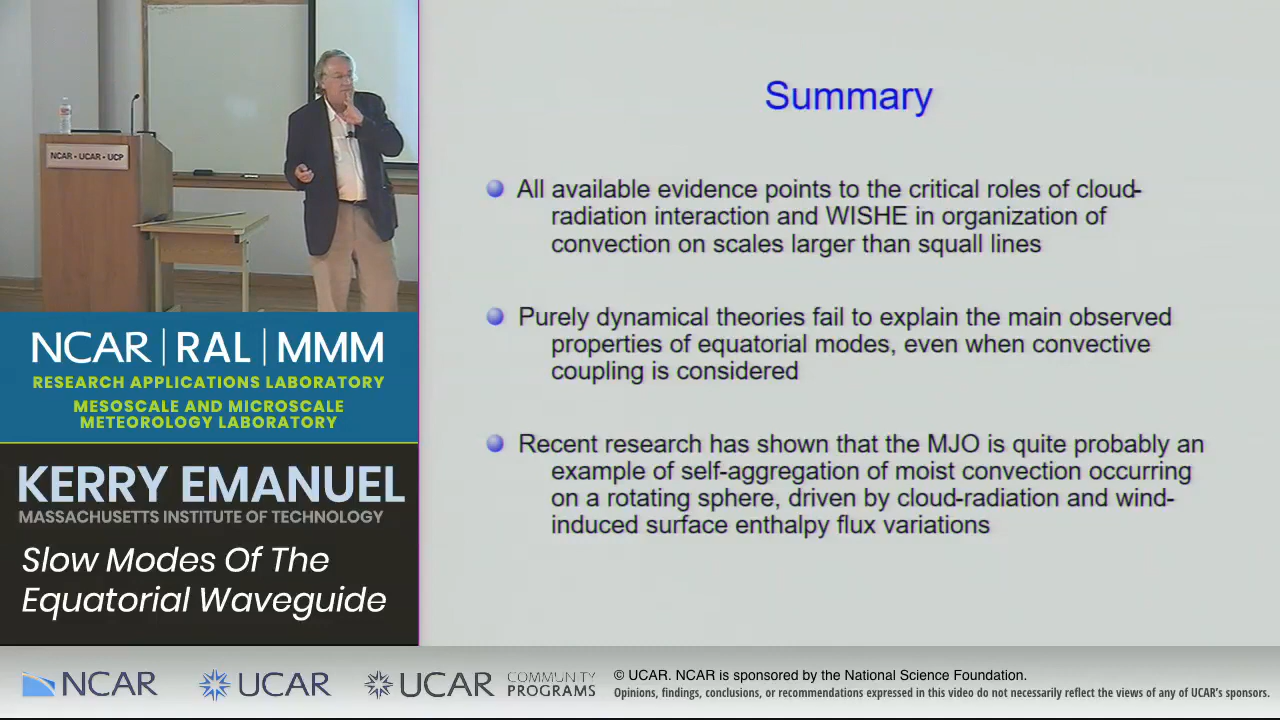 NCAR • UCAR • UCP
NCAR | RAL | MMM
RESEARCH APPLICATIONS LABORATORY
MESOSCALE AND MICROSCALE
METEOROLOGY LABORATORY
KERRY EMANUEL
MASSACHUSETTS INSTITUTE OF TECHNOLOGY
Slow Modes Of The
Equatorial Waveguide
Summary
All available evidence points to the critical roles of cloud-
radiation interaction and WISHE in organization of
convection on scales larger than squall lines
Purely dynamical theories fail to explain the main observed
properties of equatorial modes, even when convective
coupling is considered
Recent research has shown that the MJO is quite probably an
example of self-aggregation of moist convection occurring
on a rotating sphere, driven by cloud-radiation and wind-
induced surface enthalpy flux variations
NCAR
UCAR
UCAR
COMMUNITY
PROGRAMS
© UCAR. NCAR is sponsored by the National Science Foundation.
Opinions, findings, conclusions, or recommendations expressed in this video do not necessarily reflect the views of any of UCAR's sponsors.